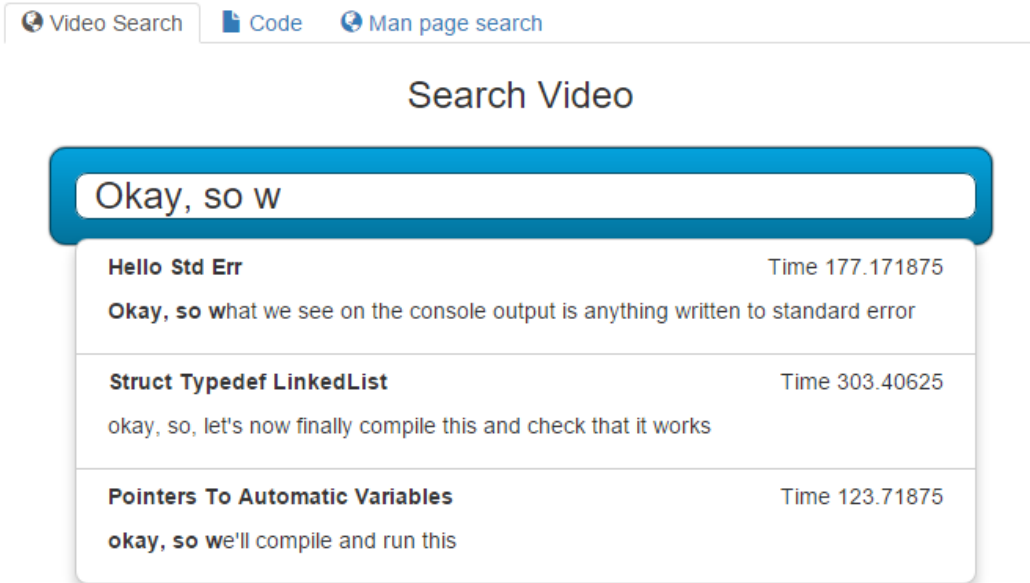 Video Search Code Man page search
Search Video
Okay, so w
Hello Std Err Time 177.171875
Okay, so what we see on the console output is anything written to standard error
Struct Typedef LinkedList Time 303.40625
okay, so, let's now finally compile this and check that it works
Pointers To Automatic Variables Time 123.71875
okay, so we'll compile and run this